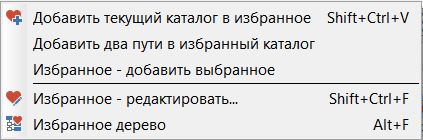 Добавить текущий каталог в избранное Shift+Ctrl+V
Добавить два пути в избранный каталог
Избранное - добавить выбранное
Избранное - редактировать... Shift+Ctrl+F
Избранное дерево Alt+F